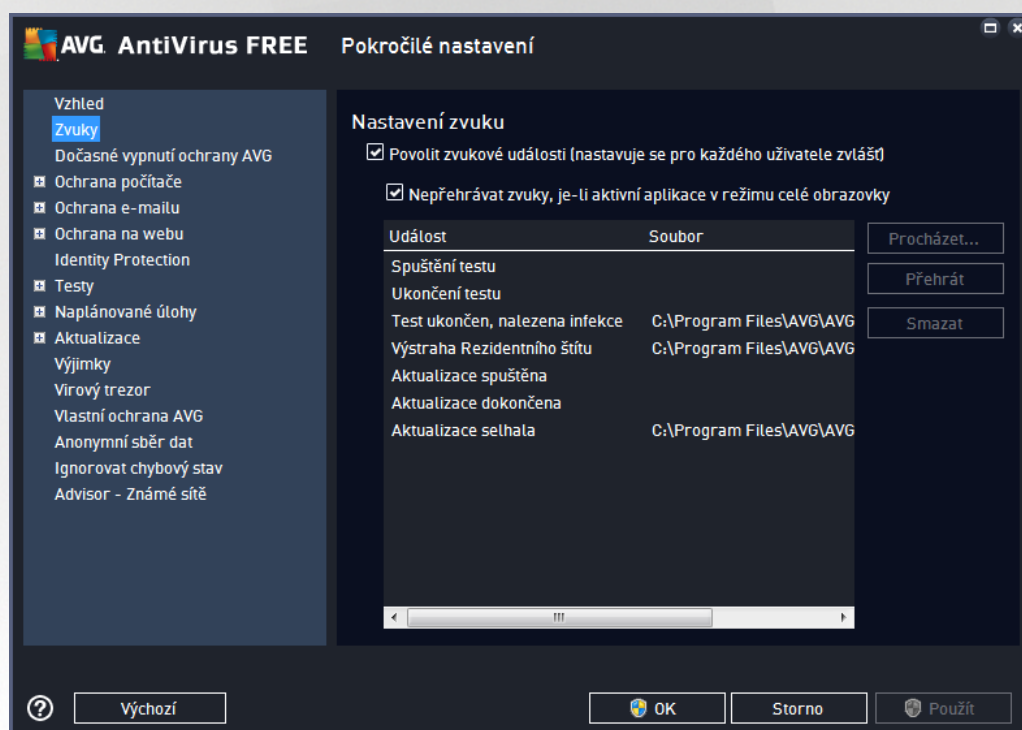 AVG. AntiVirus FREE Pokročilé nastavení
Vzhled
Zvuky
Dočasné vypnutí ochrany AVG
Ochrana počítače
Ochrana e-mailu
Ochrana na webu
Identity Protection
Testy
Naplánované úlohy
Aktualizace
Výjimky
Virový trezor
Vlastní ochrana AVG
Anonymní sběr dat
Ignorovat chybový stav
Advisor - Známé sítě
Nastavení zvuku
Povolit zvukové události (nastavuje se pro každého uživatele zvlášť)
Nepřehrávat zvuky, je-li aktivní aplikace v režimu celé obrazovky
Událost Soubor
Spuštění testu
Ukončení testu
Test ukončen, nalezena infekce C:\Program Files\AVG\AVG
Výstraha Rezidentního štítu C:\Program Files\AVG\AVG
Aktualizace spuštěna
Aktualizace dokončena
Aktualizace selhala C:\Program Files\AVG\AVG
Procházet...
Přehrát
Smazat
Výchozí OK Storno Použít